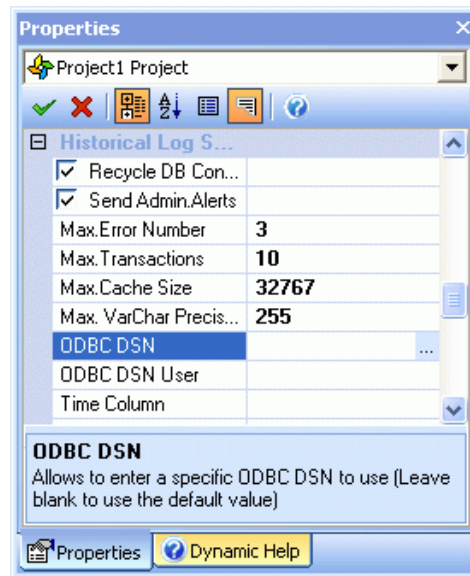 Properties
Project1 Project
Historical Log S...
Recycle DB Con...
Send Admin.Alerts
Max.Error Number 3
Max.Transactions 10
Max.Cache Size 32767
Max. VarChar Precis... 255
ODBC DSN ...
ODBC DSN User
Time Column
ODBC DSN
Allows to enter a specific ODBC DSN to use (Leave
blank to use the default value)
Properties Dynamic Help